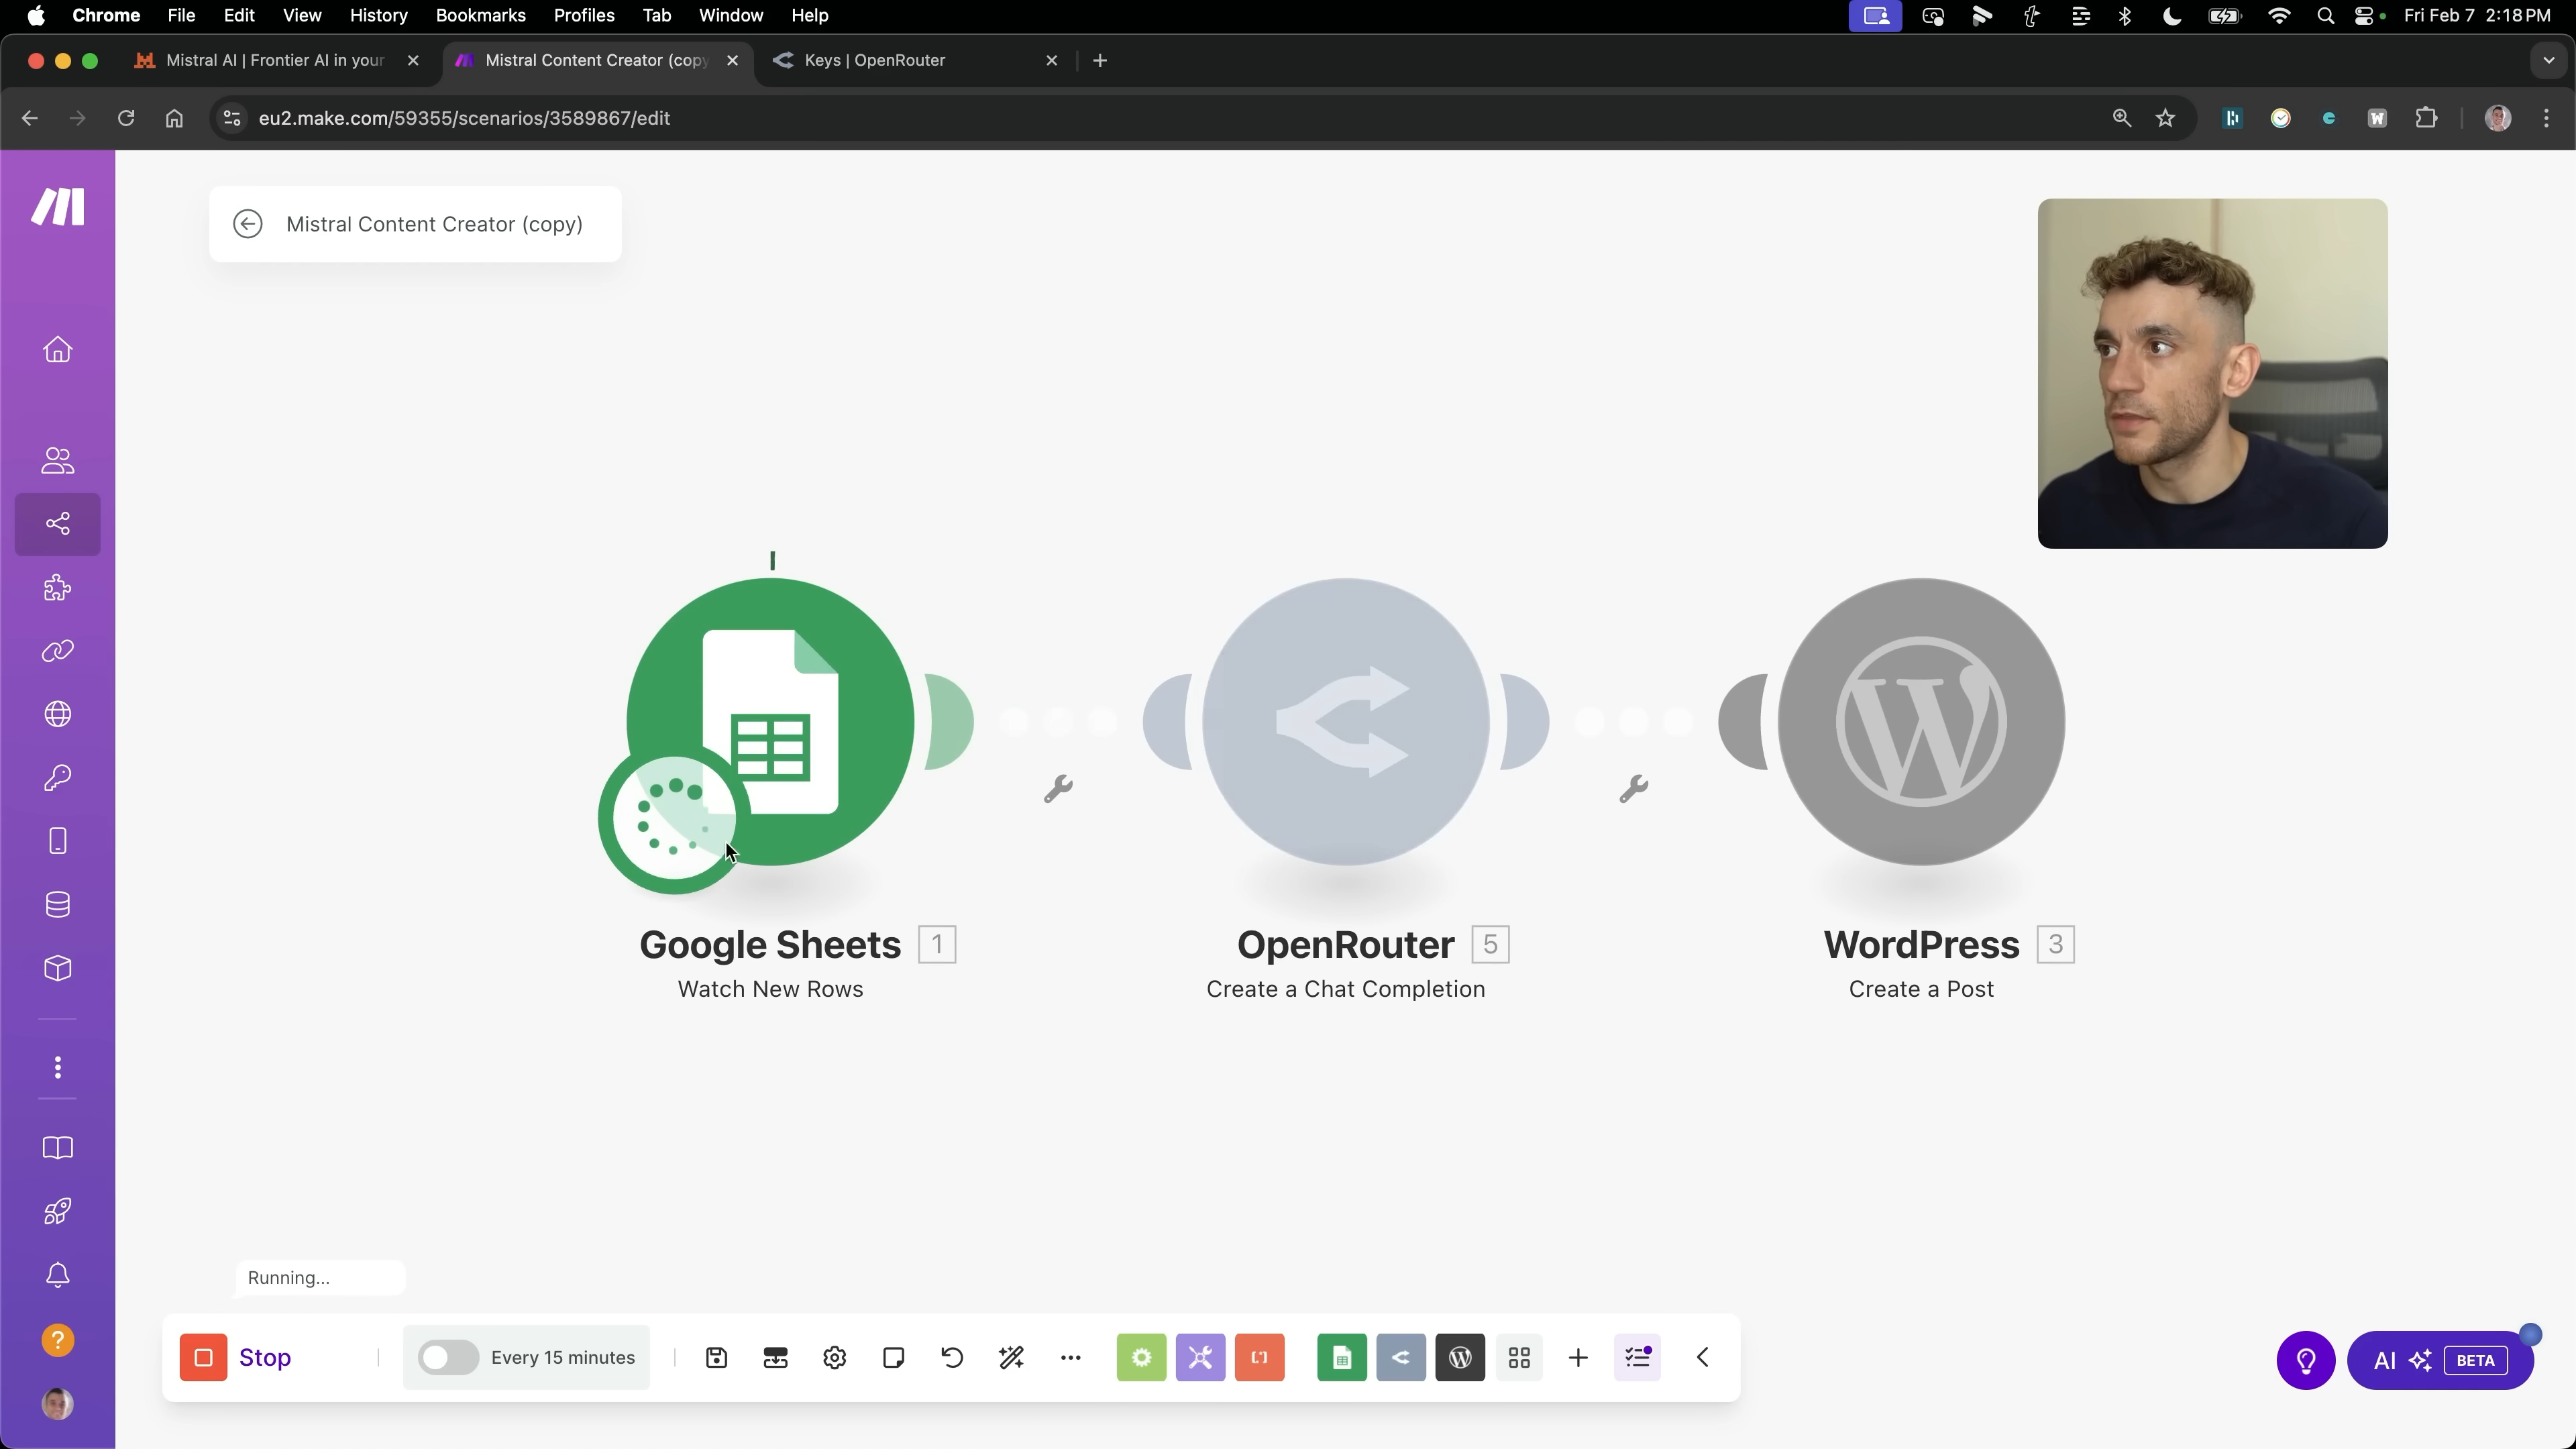 Chrome File Edit View History Bookmarks Profiles Tab Window Help Fri Feb 7 2:18 PM
Mistral AI | Frontier AI in your Mistral Content Creator (copy Keys | OpenRouter
eu2.make.com/59355/scenarios/3589867/edit
Mistral Content Creator (copy)
Google Sheets 1
Watch New Rows
OpenRouter 5
Create a Chat Completion
WordPress 3
Create a Post
Running...
Stop Every 15 minutes
AI BETA